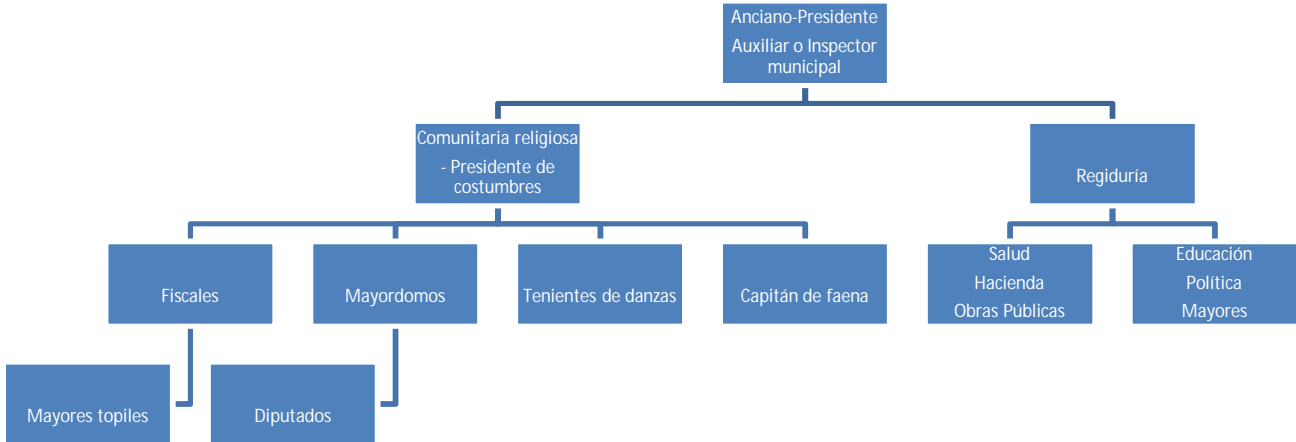 Anciano-Presidente
Auxiliar o Inspector
municipal
Comunitaria religiosa
- Presidente de
costumbres
Regiduría
Fiscales
Mayordomos
Tenientes de danzas
Capitán de faena
Salud
Hacienda
Obras Públicas
Educación
Política
Mayores
Mayores topiles
Diputados